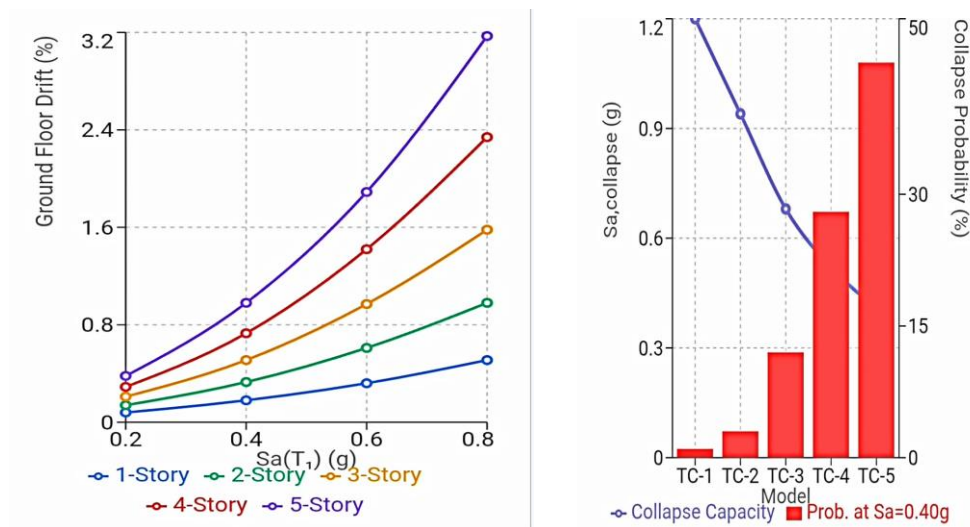 Ground Floor Drift (%)
3.2
2.4
1.6
0.8
0
0.2 0.4 0.6 0.8
Sa(T₁) (g)
1-Story 2-Story 3-Story
4-Story 5-Story
Sa,collapse (g)
1.2
0.9
0.6
0.3
0
Collapse Probability (%)
50
30
15
0
TC-1 TC-2 TC-3 TC-4 TC-5
Model
Collapse Capacity Prob. at Sa=0.40g